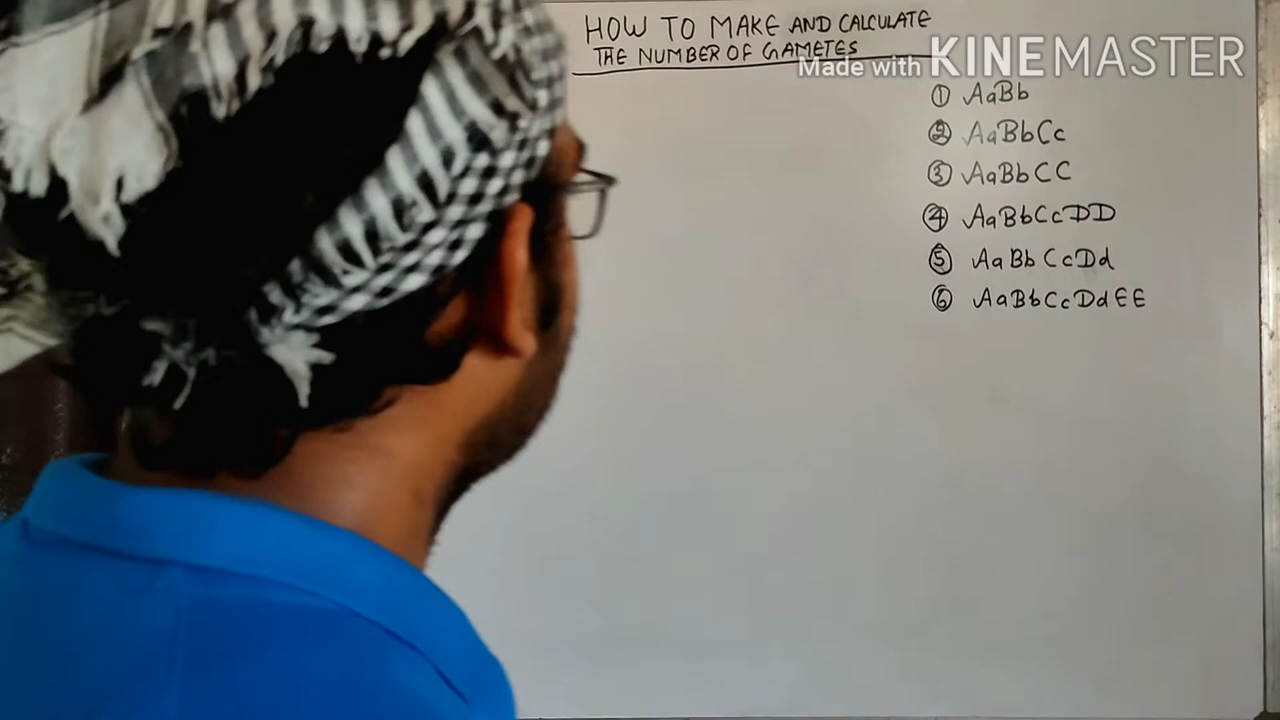 HOW TO MAKE AND CALCULATE
THE NUMBER OF GAMETES
Made with KINEMASTER
① AaBb
② AaBbCc
③ AaBbCC
④ AaBbCcDD
⑤ AaBbCcDd
⑥ AaBbCcDdEE